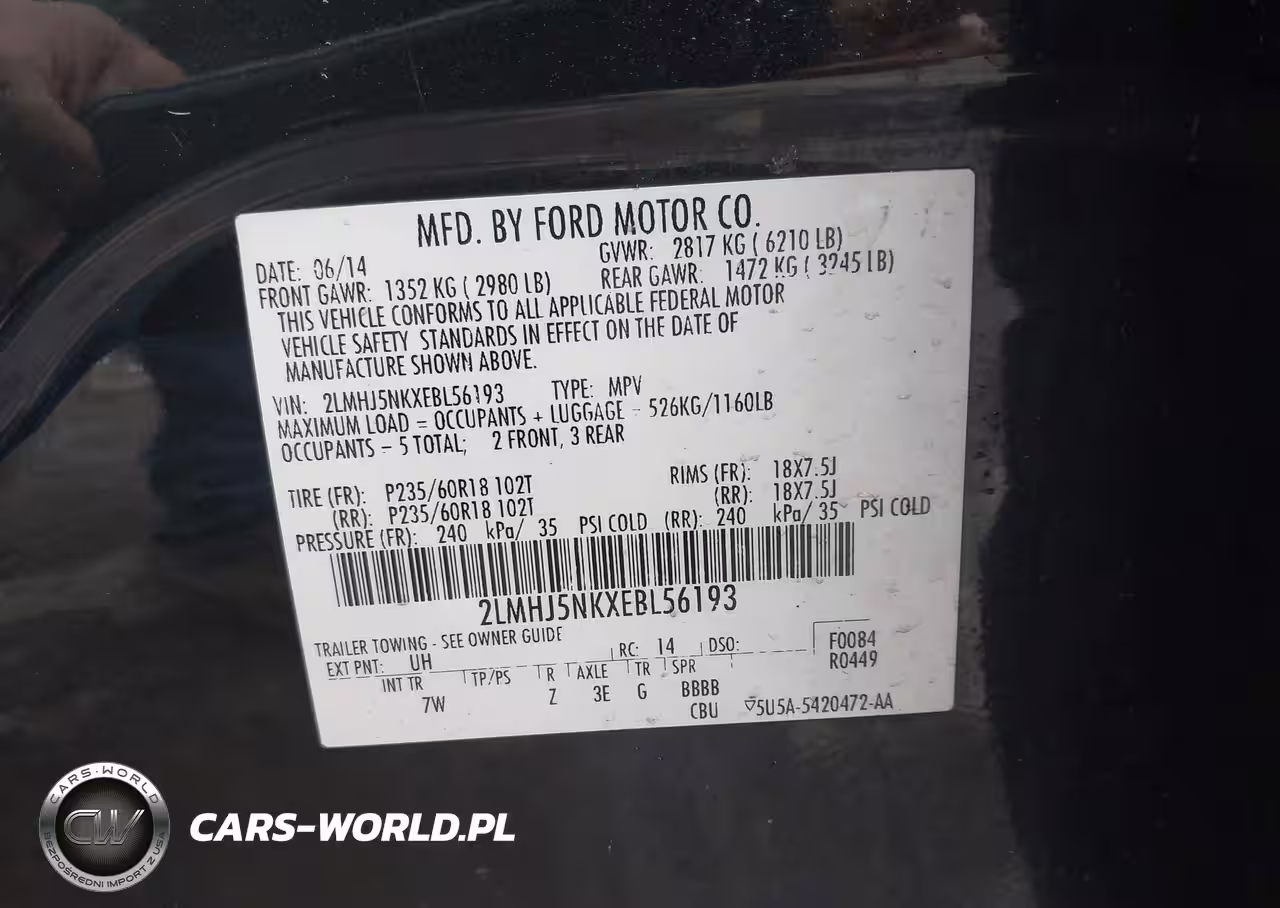 MFD. BY FORD MOTOR CO.
DATE: 06/14 GVWR: 2817 KG ( 6210 LB)
FRONT GAWR: 1352 KG ( 2980 LB) REAR GAWR: 1472 KG ( 3245 LB)
THIS VEHICLE CONFORMS TO ALL APPLICABLE FEDERAL MOTOR
VEHICLE SAFETY STANDARDS IN EFFECT ON THE DATE OF
MANUFACTURE SHOWN ABOVE.
VIN: 2LMHJ5NKXEBL56193 TYPE: MPV
MAXIMUM LOAD = OCCUPANTS + LUGGAGE - 526KG/1160LB
OCCUPANTS - 5 TOTAL; 2 FRONT, 3 REAR
TIRE (FR): P235/60R18 102T RIMS (FR): 18X7.5J
(RR): P235/60R18 102T (RR): 18X7.5J
PRESSURE (FR): 240 kPa/ 35 PSI COLD (RR): 240 kPa/ 35 PSI COLD
2LMHJ5NKXEBL56193
TRAILER TOWING - SEE OWNER GUIDE
EXT PNT: UH RC: 14 DSO: F0084
R0449
INT TR TP/PS R AXLE TR SPR
7W Z 3E G BBBB
CBU ▽5U5A-5420472-AA
CARS-WORLD
CW
BEZPOŚREDNI IMPORT Z USA
CARS-WORLD.PL